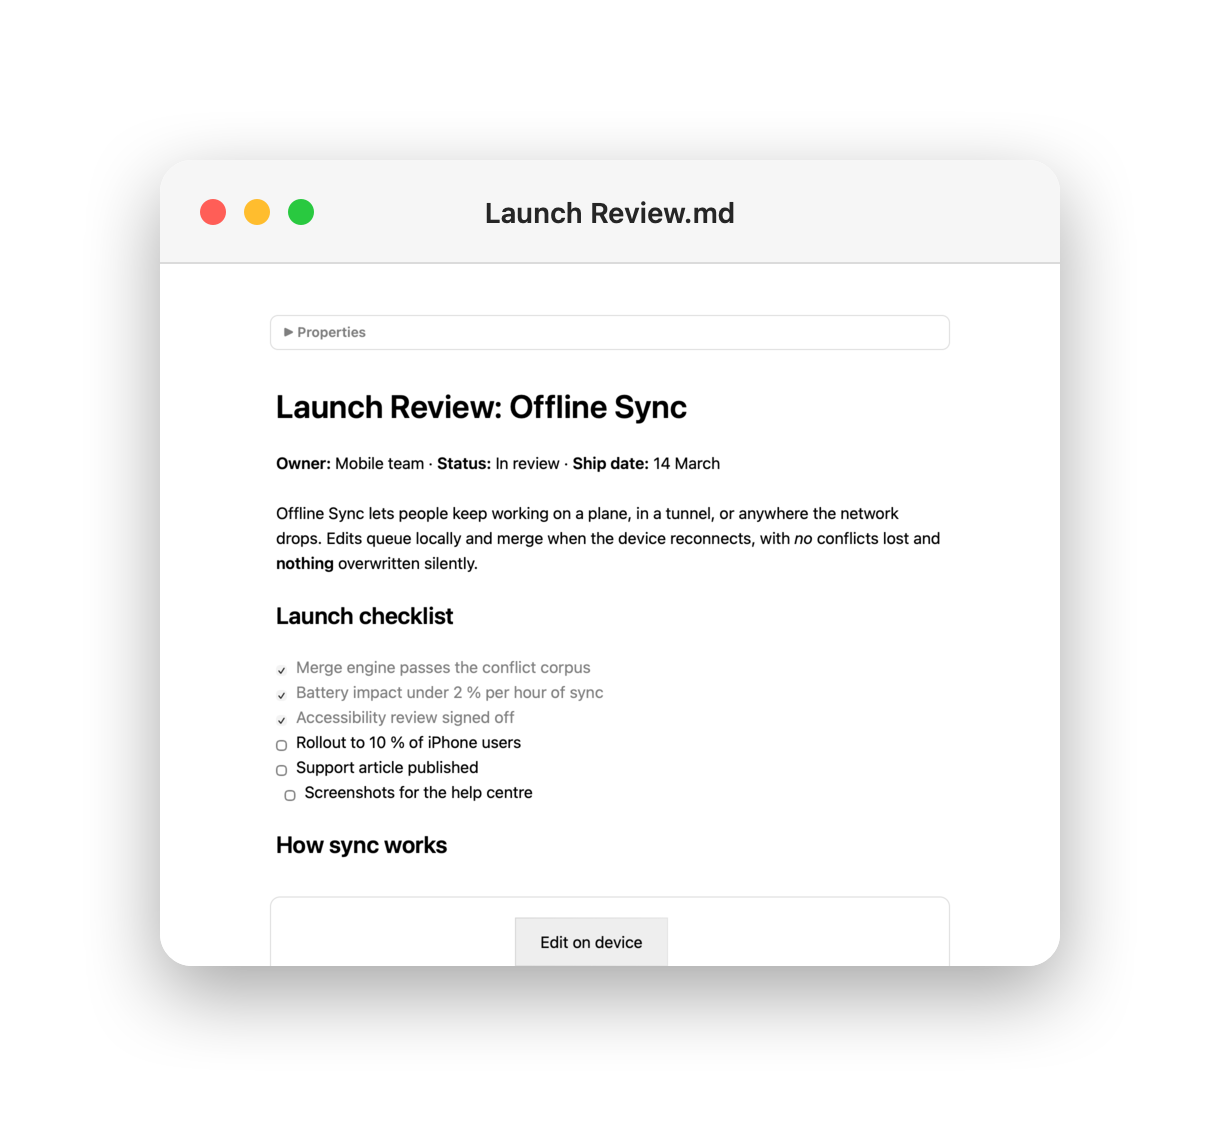 Launch Review.md
Properties
Launch Review: Offline Sync
Owner: Mobile team · Status: In review · Ship date: 14 March
Offline Sync lets people keep working on a plane, in a tunnel, or anywhere the network
drops. Edits queue locally and merge when the device reconnects, with no conflicts lost and
nothing overwritten silently.
Launch checklist
Merge engine passes the conflict corpus
Battery impact under 2 % per hour of sync
Accessibility review signed off
Rollout to 10 % of iPhone users
Support article published
Screenshots for the help centre
How sync works
Edit on device